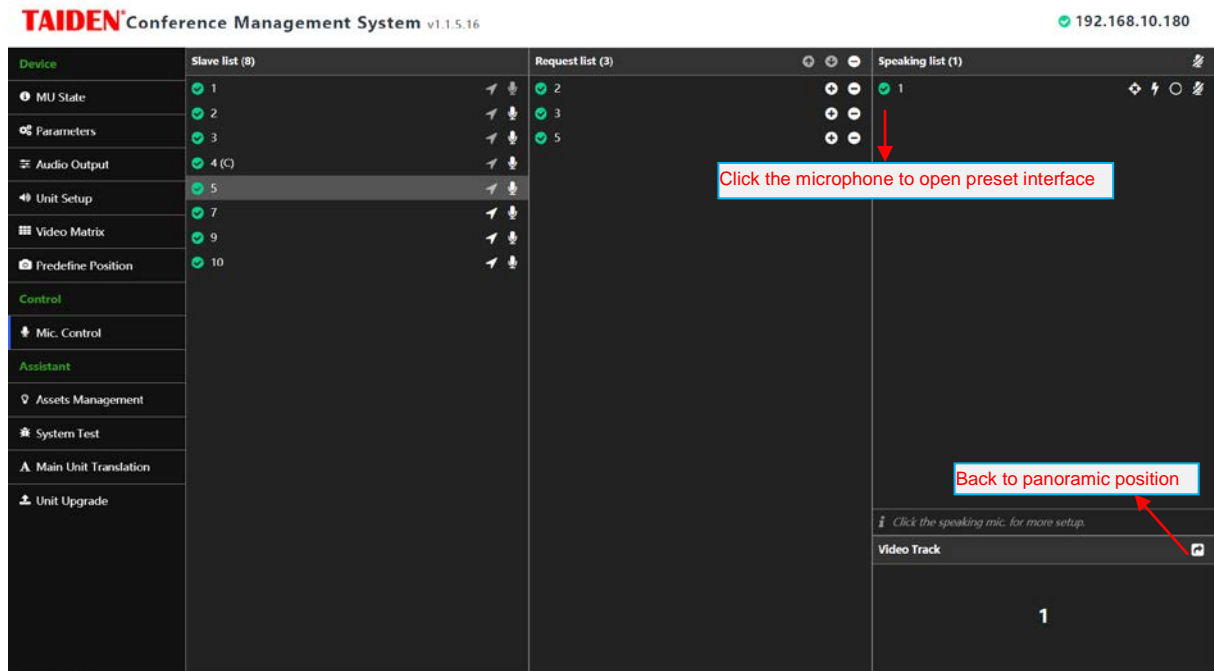 TAIDEN® Conference Management System v1.1.5.16
192.168.10.180
Device
MU State
Parameters
Audio Output
Unit Setup
Video Matrix
Predefine Position
Control
Mic. Control
Assistant
Assets Management
System Test
Main Unit Translation
Unit Upgrade
Slave list (8)
1
2
3
4 (C)
5
7
9
10
Request list (3)
2
3
5
Speaking list (1)
1
Click the microphone to open preset interface
Back to panoramic position
i Click the speaking mic. for more setup.
Video Track
1